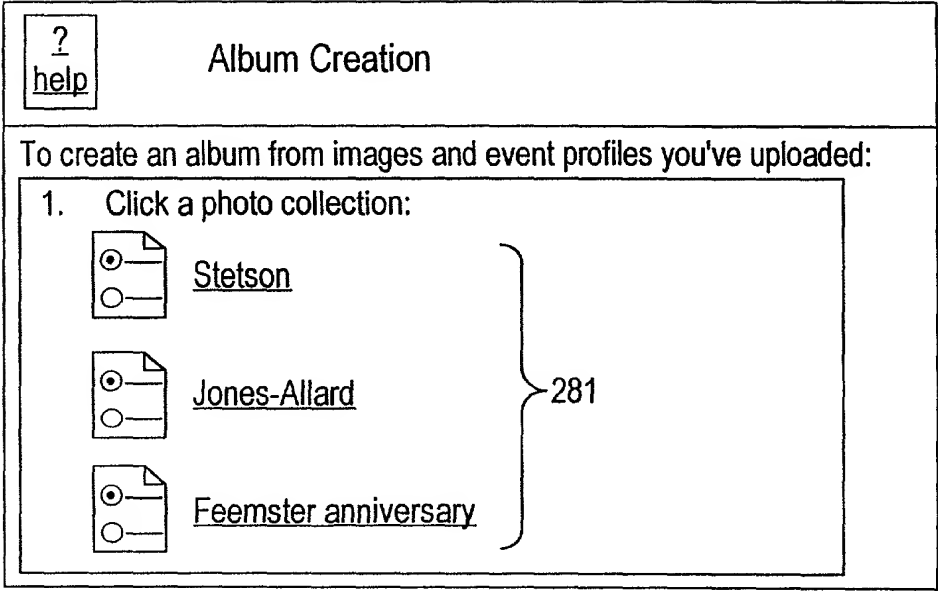 ?
help
Album Creation
To create an album from images and event profiles you've uploaded:
1. Click a photo collection:
Stetson
Jones-Allard
281
Feemster anniversary